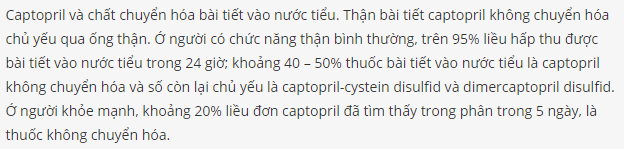 Captopril và chất chuyển hóa bài tiết vào nước tiểu. Thận bài tiết captopril không chuyển hóa
chủ yếu qua ống thận. Ở người có chức năng thận bình thường, trên 95% liều hấp thu được
bài tiết vào nước tiểu trong 24 giờ; khoảng 40 – 50% thuốc bài tiết vào nước tiểu là captopril
không chuyển hóa và số còn lại chủ yếu là captopril-cystein disulfid và dimercaptopril disulfid.
Ở người khỏe mạnh, khoảng 20% liều đơn captopril đã tìm thấy trong phân trong 5 ngày, là
thuốc không chuyển hóa.